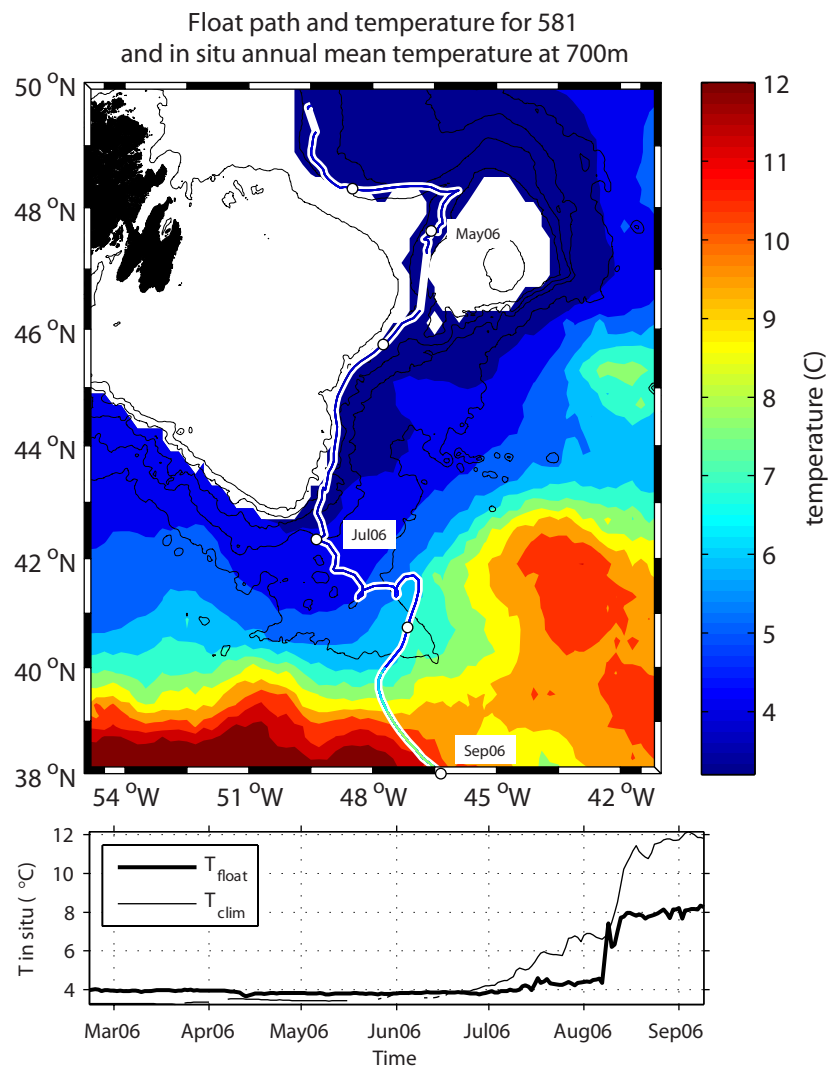 Float path and temperature for 581
and in situ annual mean temperature at 700m
50 °N
48 °N
46 °N
44 °N
42 °N
40 °N
38 °N
54 °W
51 °W
48 °W
45 °W
42 °W
May06
Jul06
Sep06
12
11
10
9
8
7
6
5
4
temperature (C)
T in situ ( °C)
12
10
8
6
4
T float
T clim
Mar06
Apr06
May06
Jun06
Jul06
Aug06
Sep06
Time